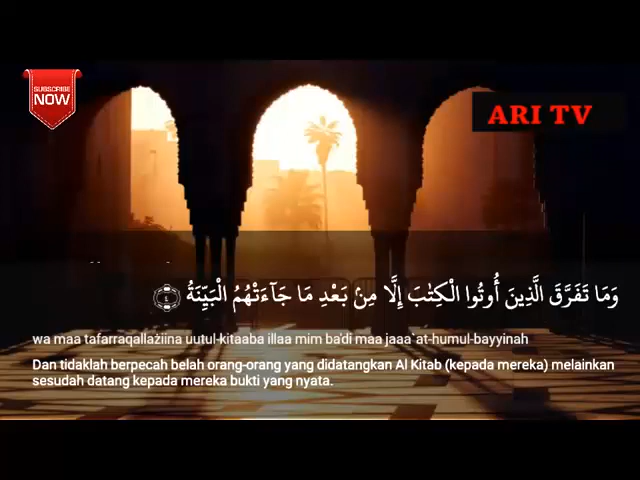 SUBSCRIBE
NOW
ARI TV
وَمَا تَفَرَّقَ الَّذِينَ أُوتُوا الْكِتٰبَ إِلَّا مِنْۢ بَعْدِ مَا جَاۤءَتْهُمُ الْبَيِّنَةُ ۝٤
wa maa tafarraqallażiina uutul-kitaaba illaa mim ba'di maa jaaa`at-humul-bayyinah
Dan tidaklah berpecah belah orang-orang yang didatangkan Al Kitab (kepada mereka) melainkan
sesudah datang kepada mereka bukti yang nyata.